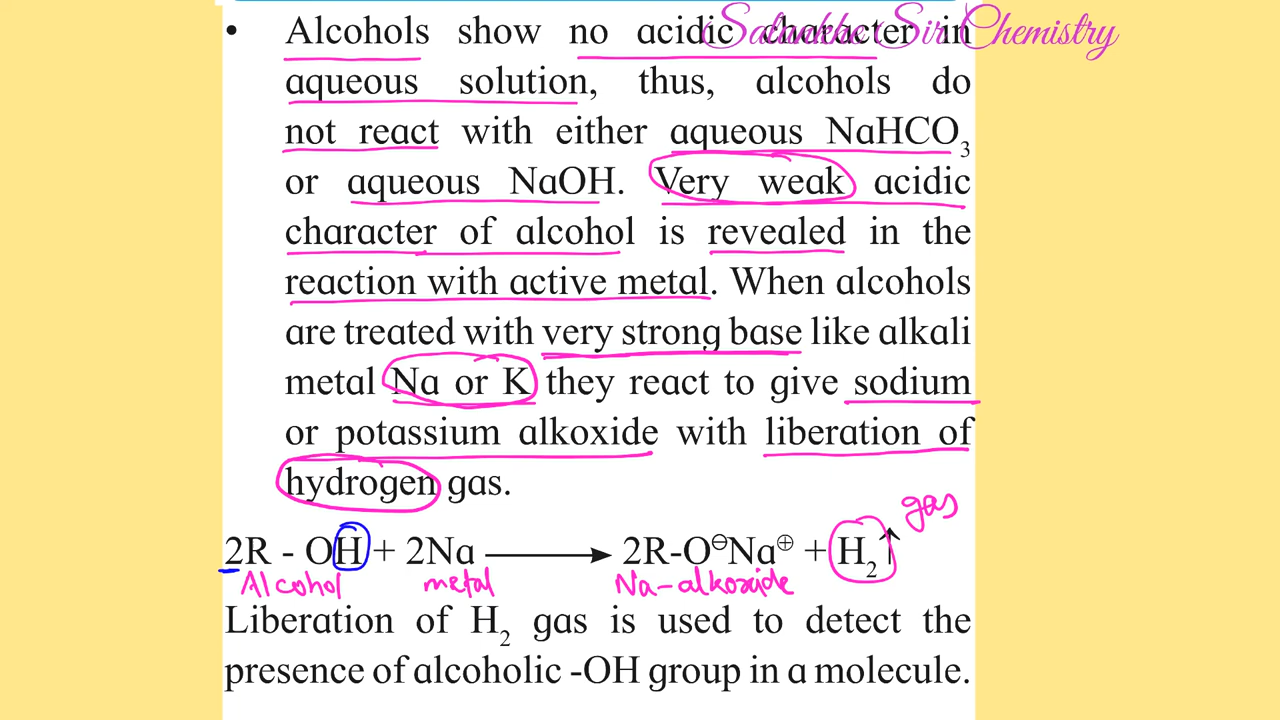 • Alcohols show no acidic character in
Salunkhe Sir Chemistry
aqueous solution, thus, alcohols do
not react with either aqueous NaHCO₃
or aqueous NaOH. Very weak acidic
character of alcohol is revealed in the
reaction with active metal. When alcohols
are treated with very strong base like alkali
metal Na or K they react to give sodium
or potassium alkoxide with liberation of
hydrogen gas.
gas
2R - OH + 2Na ⟶ 2R-O⊖Na⊕ + H₂↑
Alcohol metal Na-alkoxide
Liberation of H₂ gas is used to detect the
presence of alcoholic -OH group in a molecule.